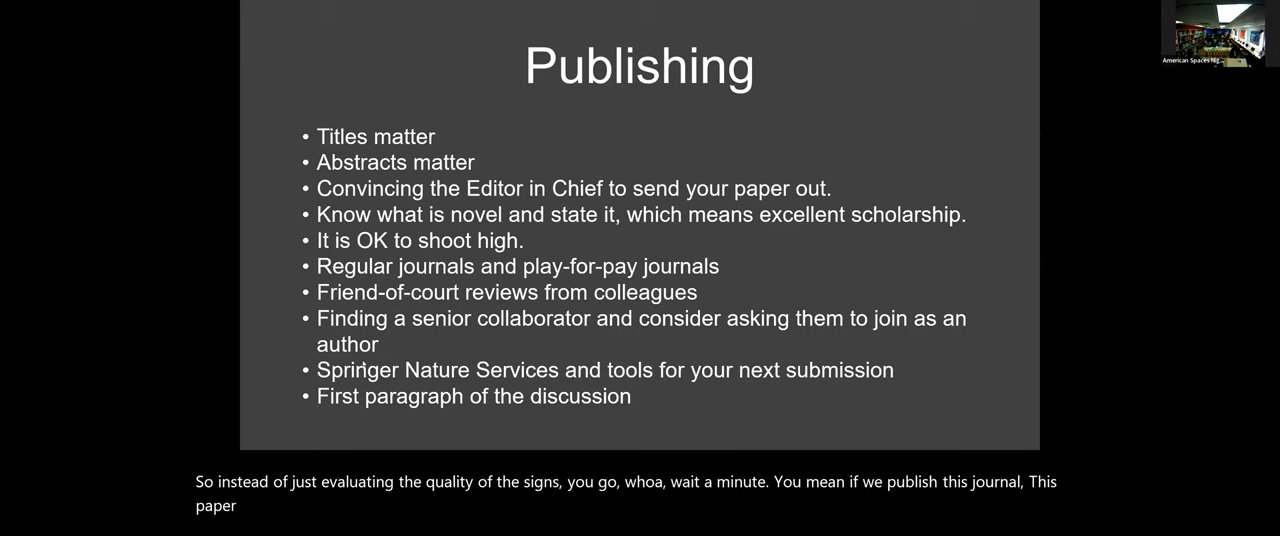 Publishing
• Titles matter
• Abstracts matter
• Convincing the Editor in Chief to send your paper out.
• Know what is novel and state it, which means excellent scholarship.
• It is OK to shoot high.
• Regular journals and play-for-pay journals
• Friend-of-court reviews from colleagues
• Finding a senior collaborator and consider asking them to join as an
author
• Springer Nature Services and tools for your next submission
• First paragraph of the discussion
American Spaces Nig...
So instead of just evaluating the quality of the signs, you go, whoa, wait a minute. You mean if we publish this journal, This
paper